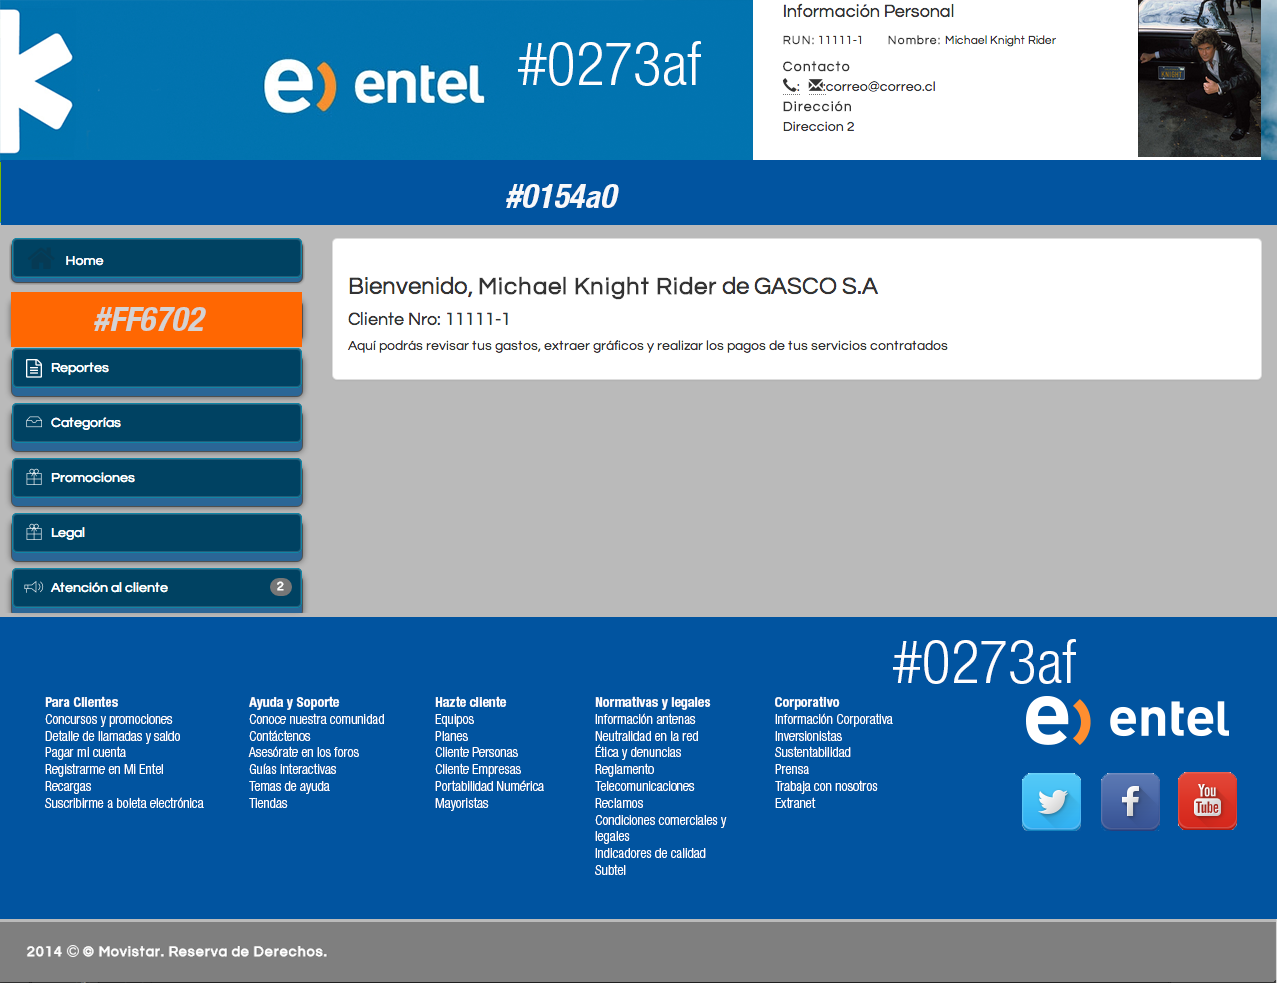 entel
#0273af
Información Personal
RUN: 11111-1 Nombre: Michael Knight Rider
Contacto
: :correo@correo.cl
Dirección
Direccion 2
KNIGHT
#0154a0
Home
#FF6702
Reportes
Categorías
Promociones
Legal
Atención al cliente 2
Bienvenido, Michael Knight Rider de GASCO S.A
Cliente Nro: 11111-1
Aquí podrás revisar tus gastos, extraer gráficos y realizar los pagos de tus servicios contratados
#0273af
entel
Para Clientes
Concursos y promociones
Detalle de llamadas y saldo
Pagar mi cuenta
Registrarme en Mi Entel
Recargas
Suscribirme a boleta electrónica
Ayuda y Soporte
Conoce nuestra comunidad
Contáctenos
Asesórate en los foros
Guías interactivas
Temas de ayuda
Tiendas
Hazte cliente
Equipos
Planes
Cliente Personas
Cliente Empresas
Portabilidad Numérica
Mayoristas
Normativas y legales
Información antenas
Neutralidad en la red
Ética y denuncias
Reglamento
Telecomunicaciones
Reclamos
Condiciones comerciales y
legales
Indicadores de calidad
Subtel
Corporativo
Información Corporativa
Inversionistas
Sustentabilidad
Prensa
Trabaja con nosotros
Extranet
You
Tube
2014 © © Movistar. Reserva de Derechos.